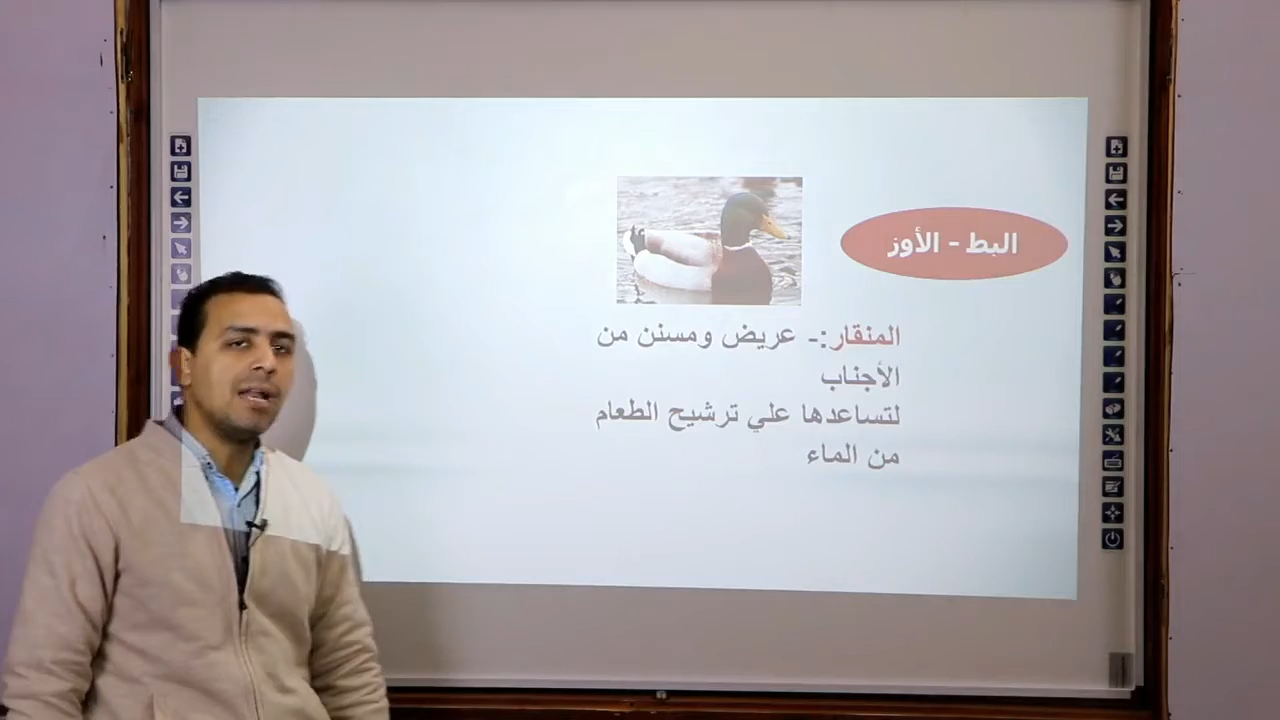 البط - الأوز
المنقار:- عريض ومسنن من
الأجناب
لتساعدها علي ترشيح الطعام
من الماء